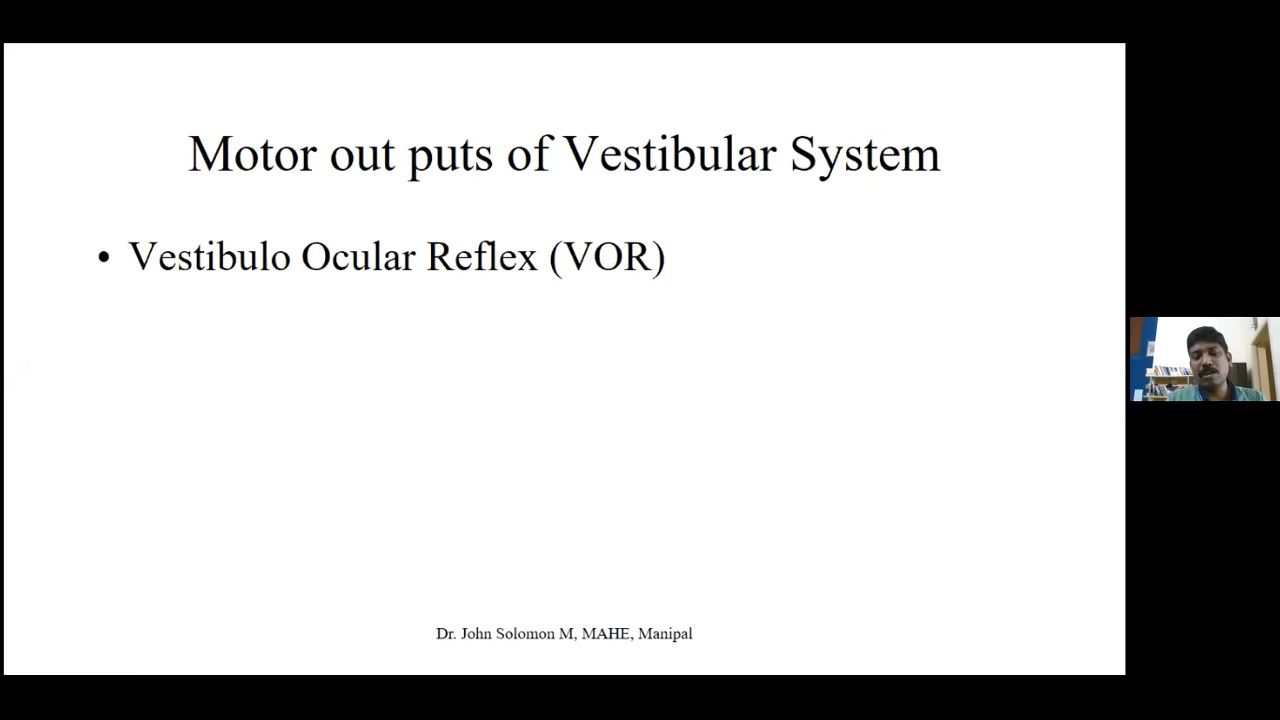 Motor out puts of Vestibular System
• Vestibulo Ocular Reflex (VOR)
Dr. John Solomon M, MAHE, Manipal